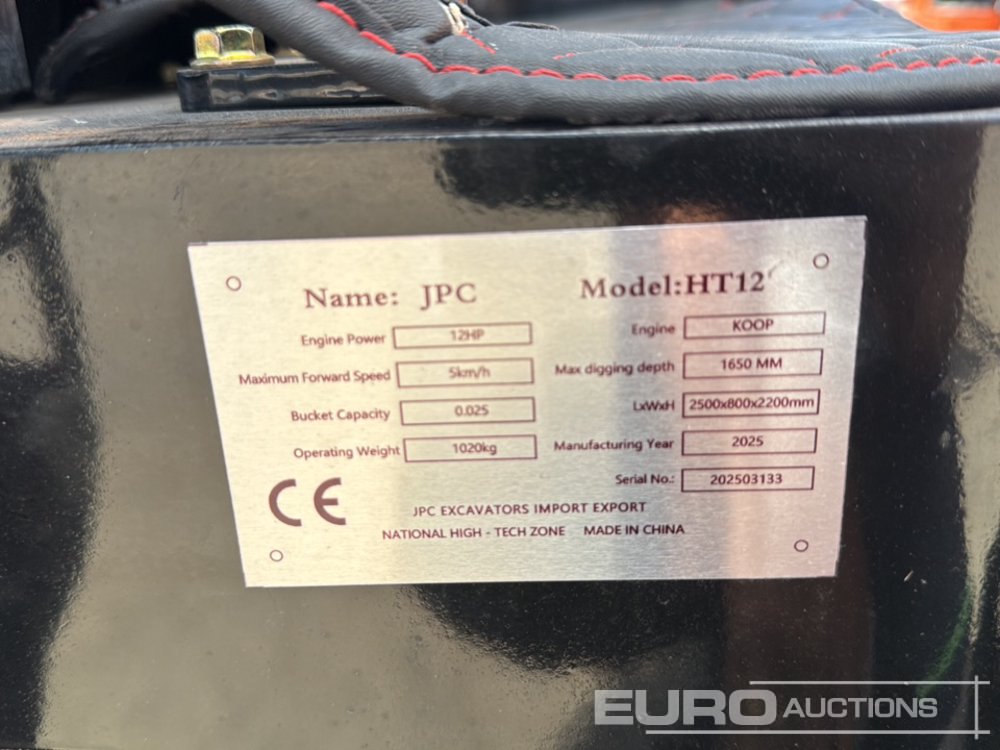 Name: JPC Model:HT12
Engine Power 12HP Engine KOOP
Maximum Forward Speed 5km/h Max digging depth 1650 MM
Bucket Capacity 0.025 LxWxH 2500x800x2200mm
Operating Weight 1020kg Manufacturing Year 2025
Serial No.: 202503133
CE
JPC EXCAVATORS IMPORT EXPORT
NATIONAL HIGH - TECH ZONE MADE IN CHINA
EURO AUCTIONS